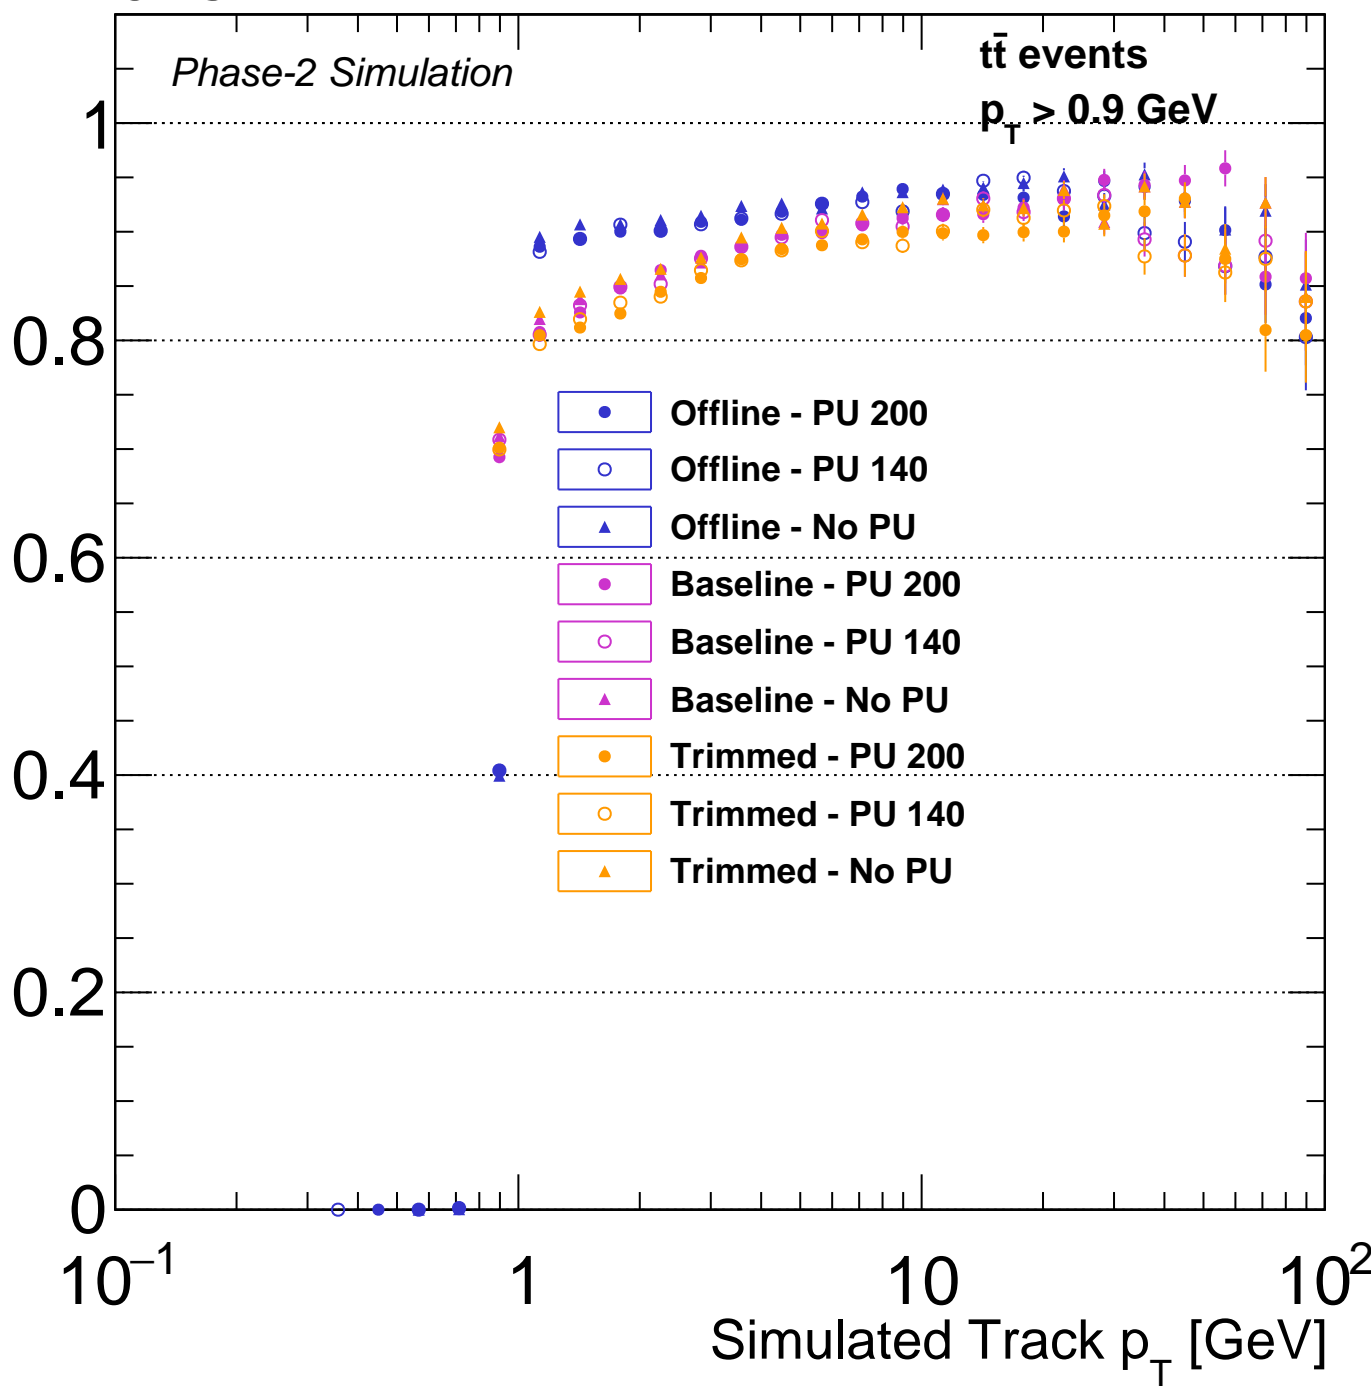 Phase-2 Simulation
tt̄ events
p_T > 0.9 GeV
1
0.8
0.6
0.4
0.2
0
Offline - PU 200
Offline - PU 140
Offline - No PU
Baseline - PU 200
Baseline - PU 140
Baseline - No PU
Trimmed - PU 200
Trimmed - PU 140
Trimmed - No PU
10⁻¹ 1 10 10²
Simulated Track p_T [GeV]